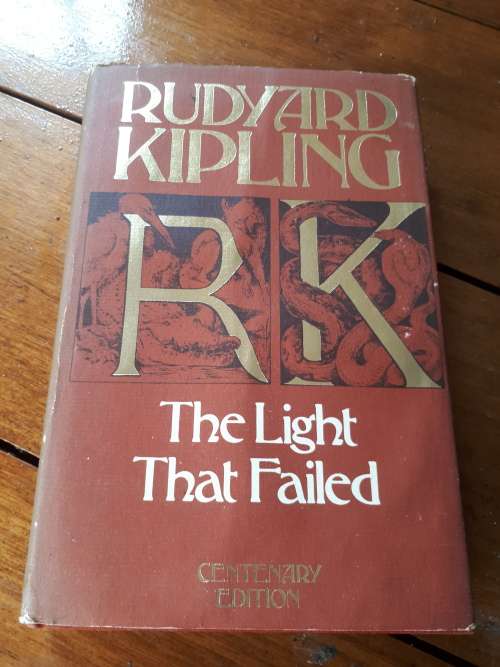 RUDYARD
KIPLING
R K
The Light
That Failed
CENTENARY
EDITION